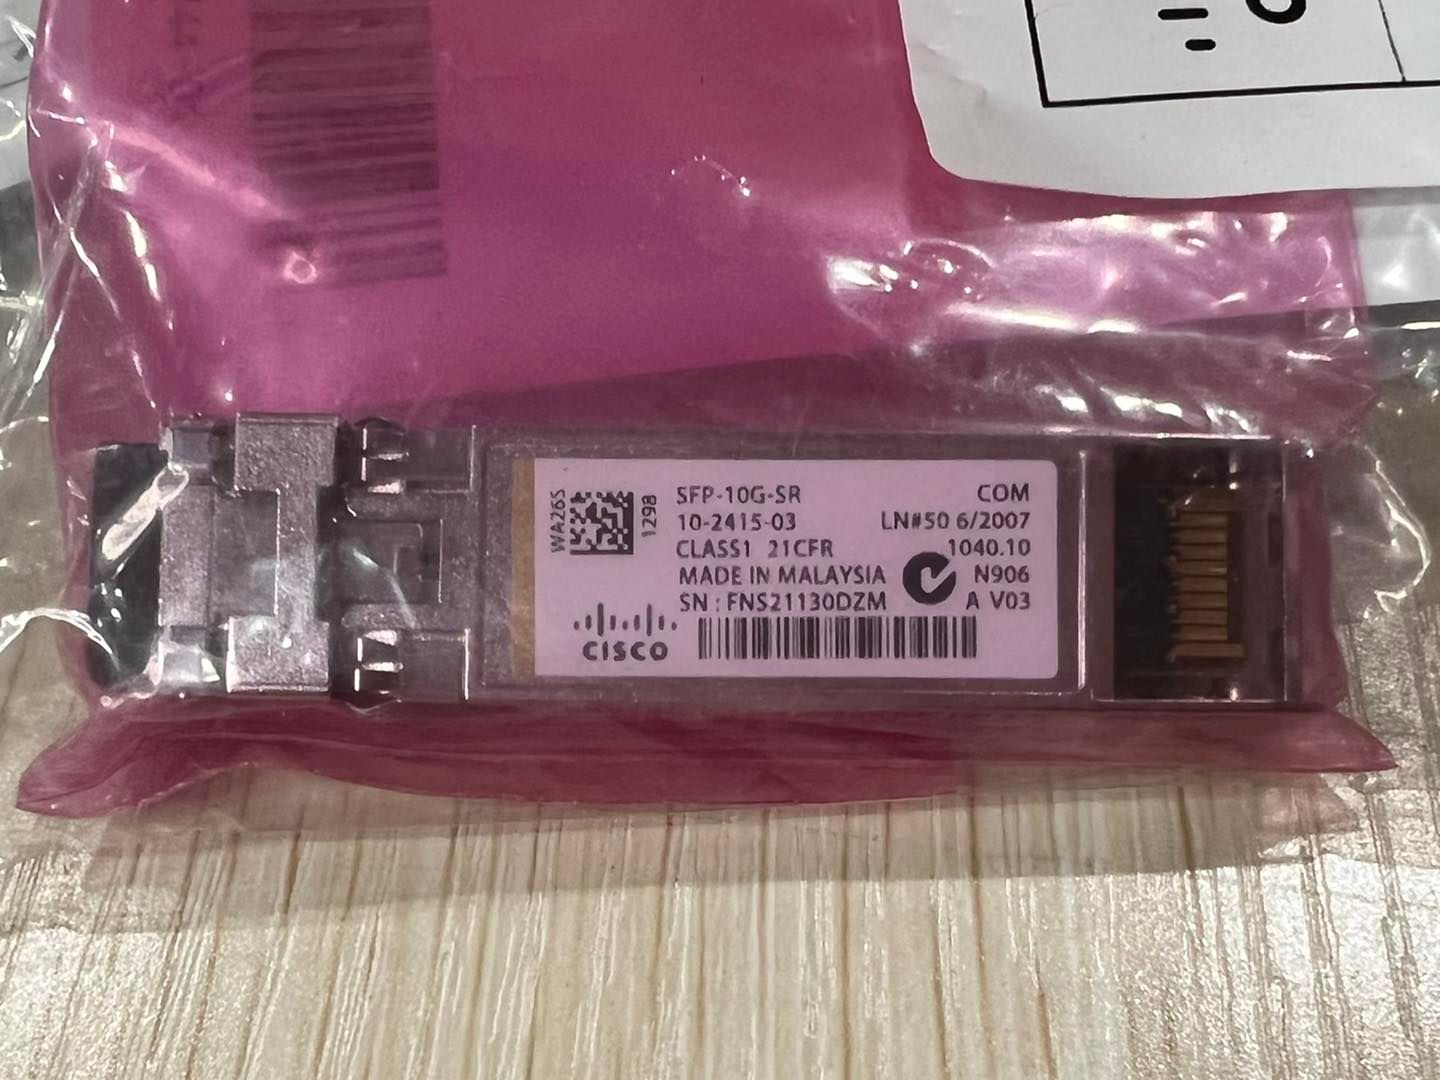 WA26S
1298
SFP-10G-SR
COM
10-2415-03
LN#50 6/2007
CLASS1 21CFR
1040.10
MADE IN MALAYSIA
N906
SN : FNS21130DZM
A V03
CISCO